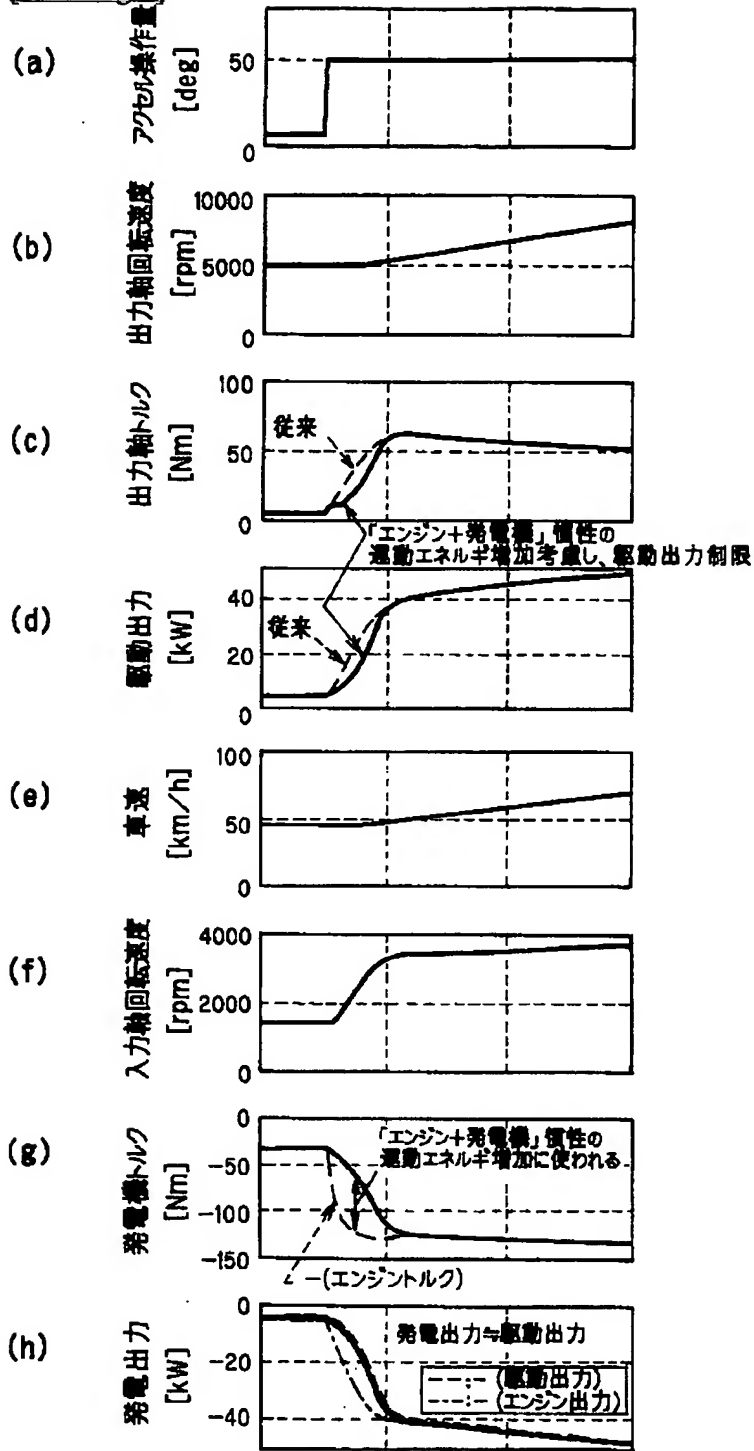 (a)
アクセル操作量
[deg]
50
0
(b)
出力軸回転速度
[rpm]
10000
5000
0
(c)
出力軸トルク
[Nm]
100
50
0
従来
「エンジン+発電機」慣性の
運動エネルギ増加考慮し、駆動出力制限
(d)
駆動出力
[kW]
40
20
0
従来
(e)
車速
[km/h]
100
50
0
(f)
入力軸回転速度
[rpm]
4000
2000
0
(g)
発電機トルク
[Nm]
0
-50
-100
-150
「エンジン+発電機」慣性の
運動エネルギ増加に使われる
-(エンジントルク)
(h)
発電出力
[kW]
0
-20
-40
発電出力≒駆動出力
(駆動出力)
(エンジン出力)